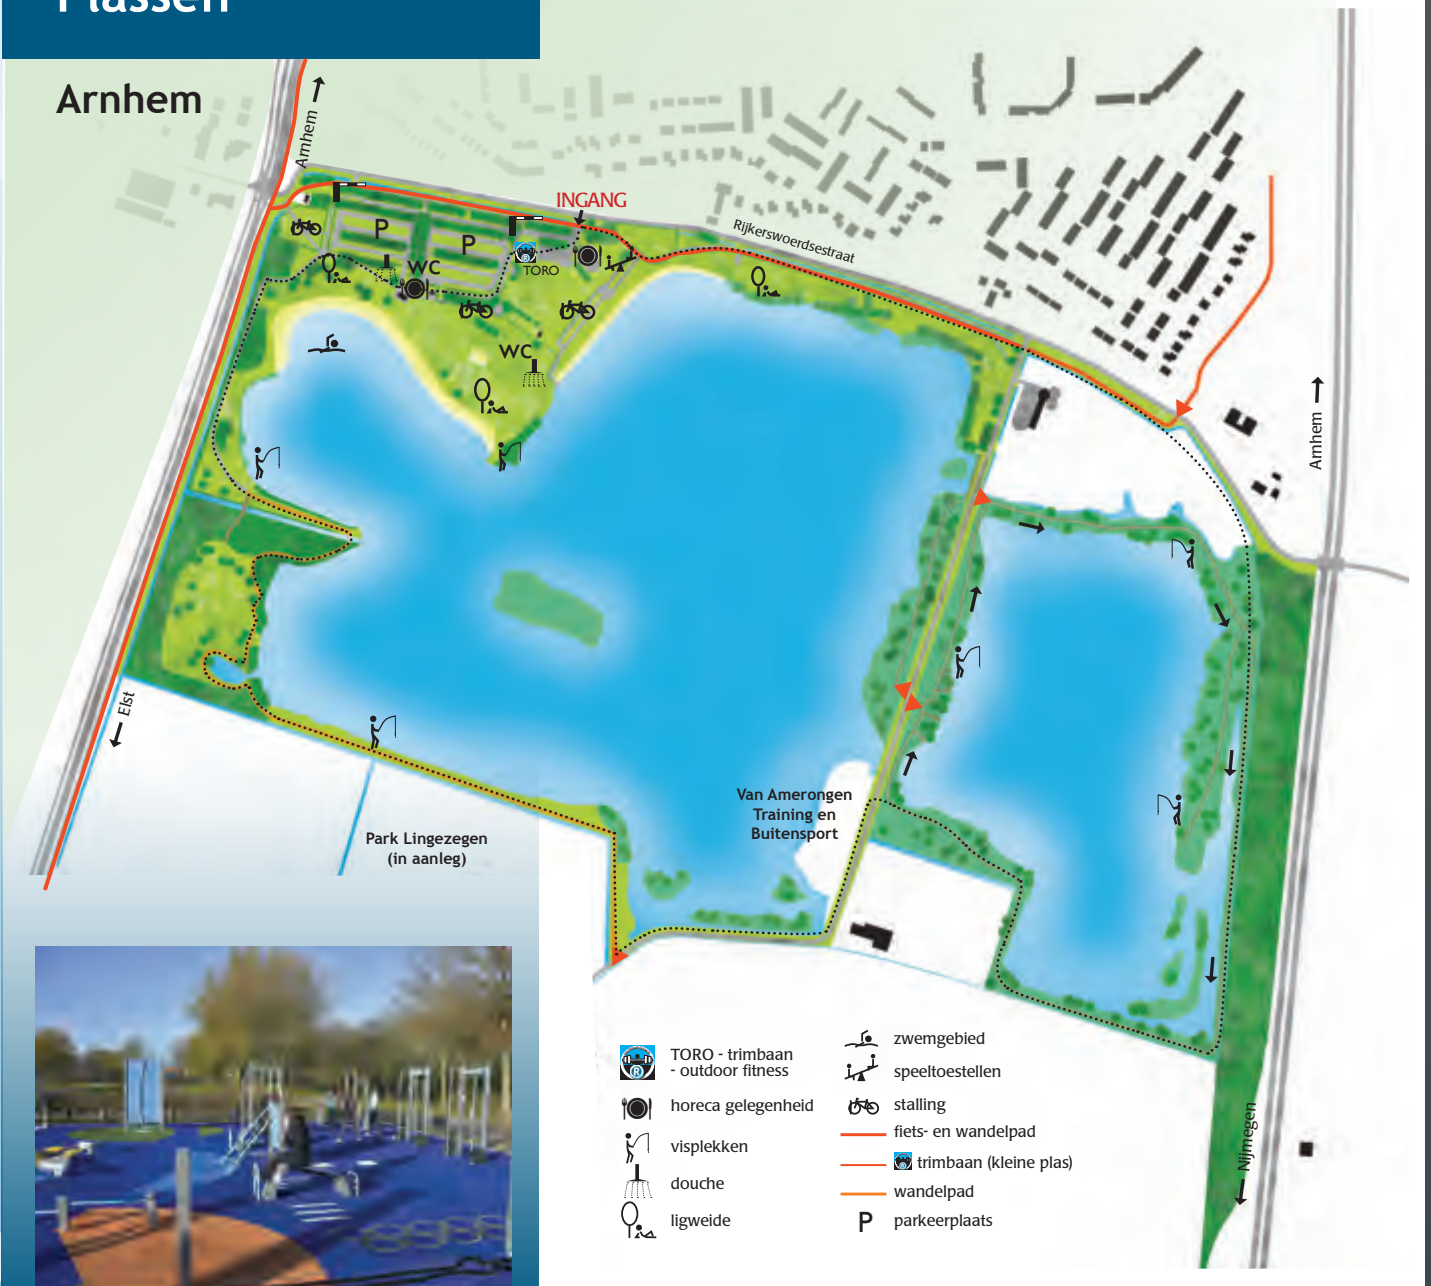 Plassen
Arnhem
Arnhem
INGANG
Rijkerswoerdsestraat
P
P
WC
TORO
WC
Arnhem
Elst
Van Amerongen
Training en
Buitensport
Park Lingezegen
(in aanleg)
Nijmegen
TORO - trimbaan
- outdoor fitness
horeca gelegenheid
visplekken
douche
ligweide
zwemgebied
speeltoestellen
stalling
fiets- en wandelpad
trimbaan (kleine plas)
wandelpad
P parkeerplaats